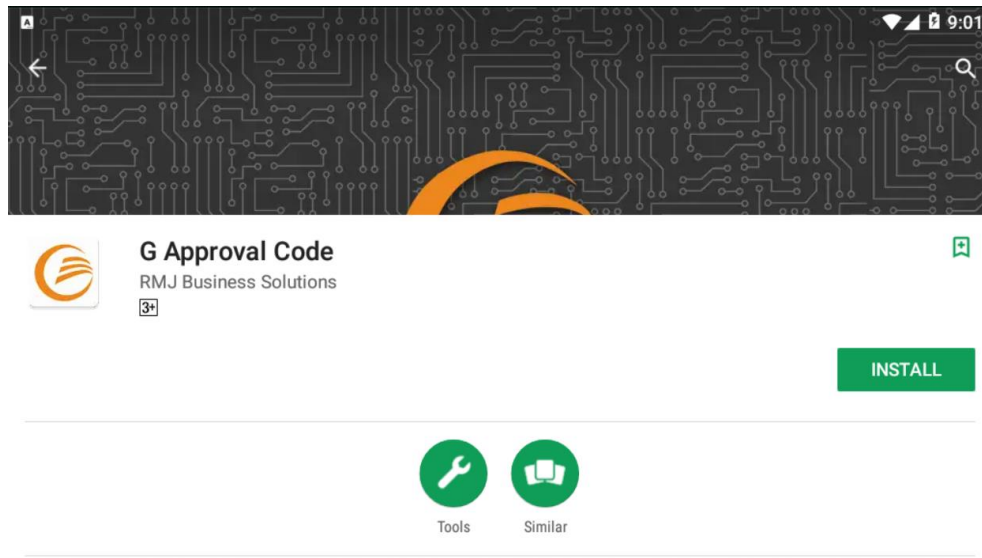 A
9:01
G Approval Code
RMJ Business Solutions
3+
INSTALL
Tools
Similar